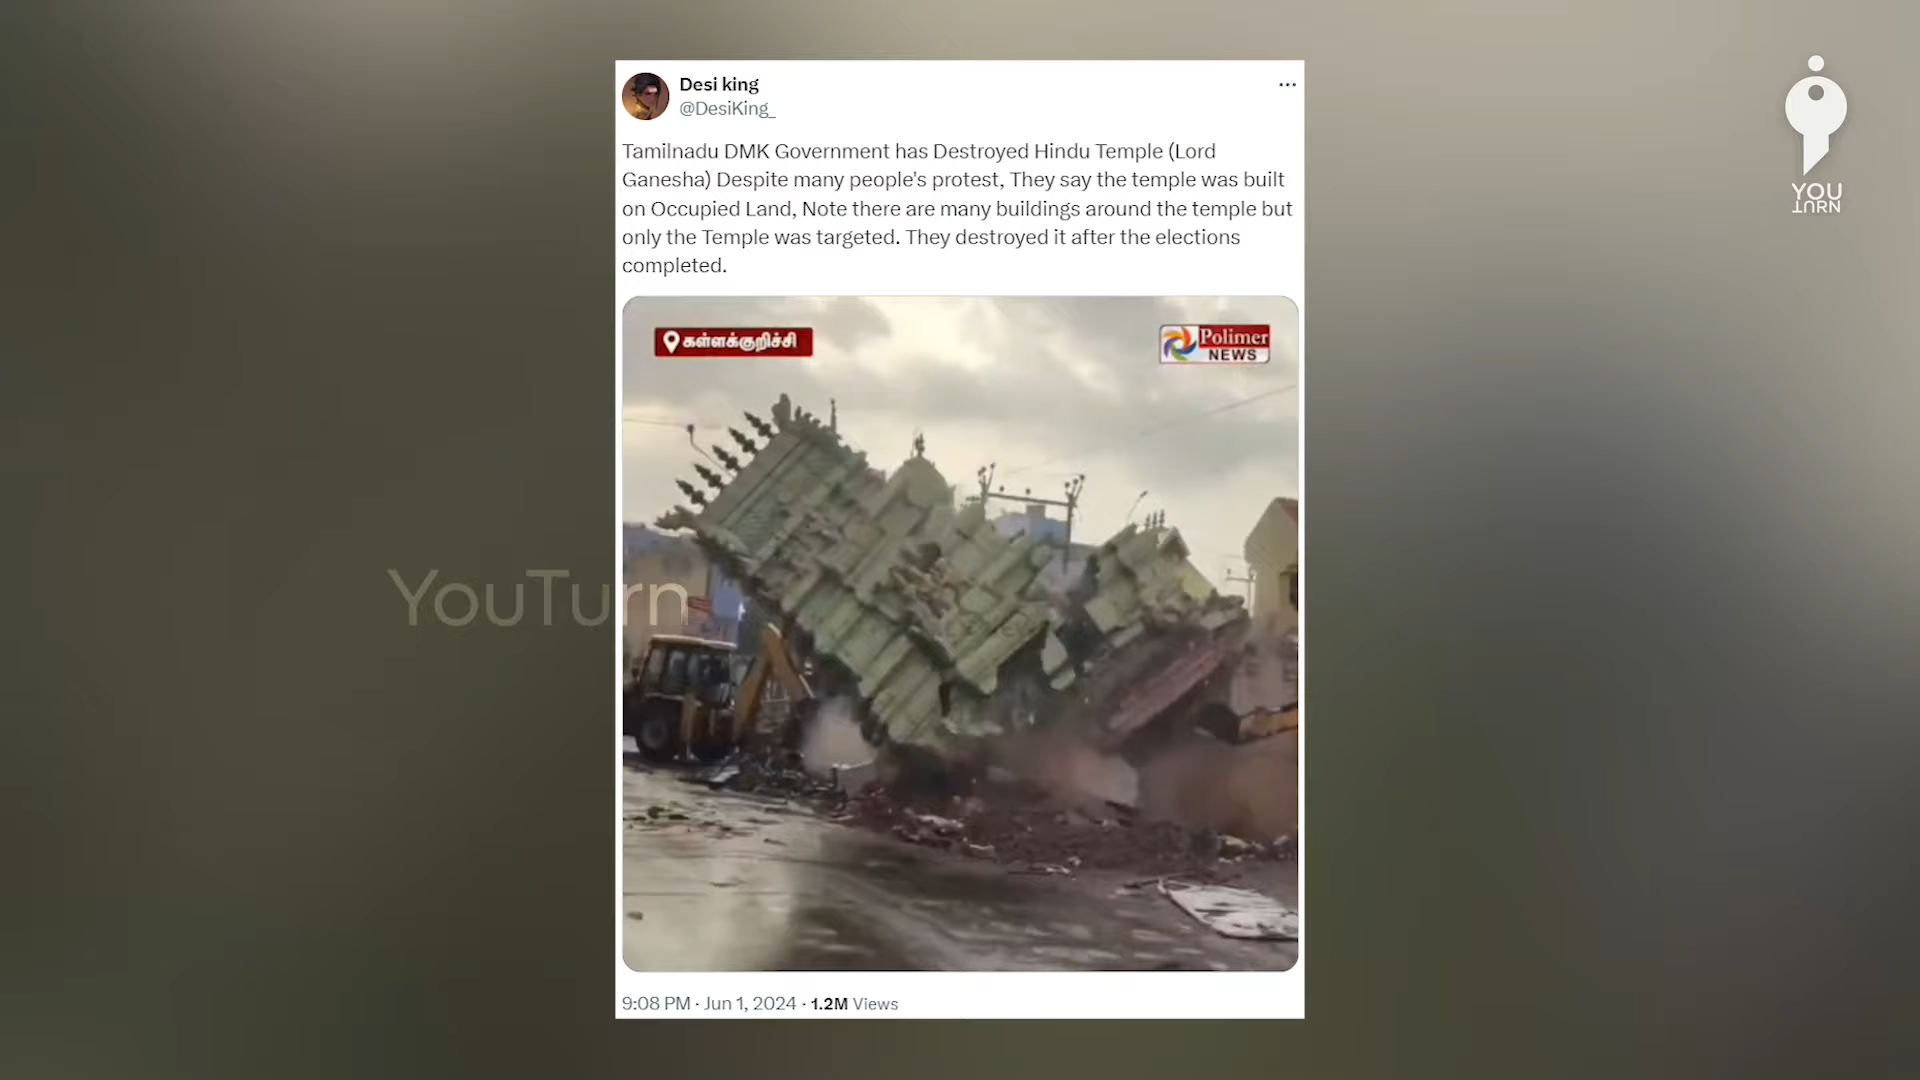 Desi king
@DesiKing_
Tamilnadu DMK Government has Destroyed Hindu Temple (Lord
Ganesha) Despite many people's protest, They say the temple was built
on Occupied Land, Note there are many buildings around the temple but
only the Temple was targeted. They destroyed it after the elections
completed.
கள்ளக்குறிச்சி
Polimer
NEWS
YouTurn
9:08 PM · Jun 1, 2024 · 1.2M Views
YOU
TURN